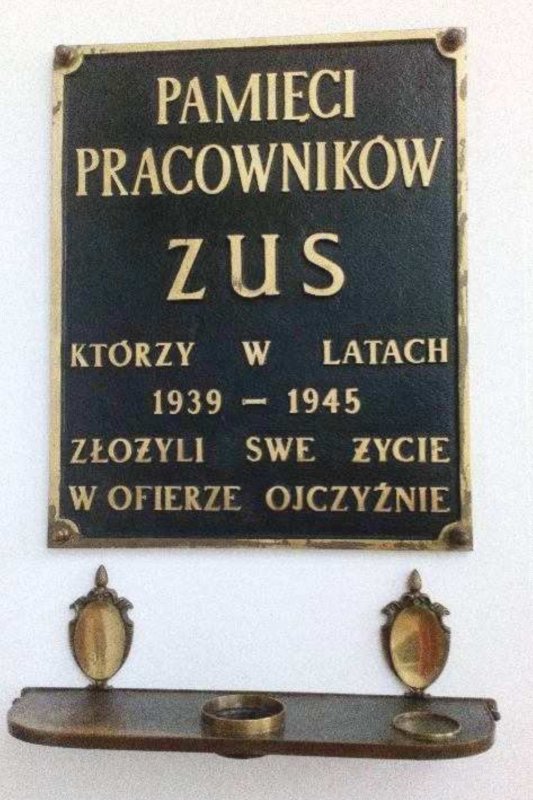 PAMIĘCI
PRACOWNIKÓW
ZUS
KTÓRZY W LATACH
1939 – 1945
ZŁOŻYLI SWE ŻYCIE
W OFIERZE OJCZYŹNIE